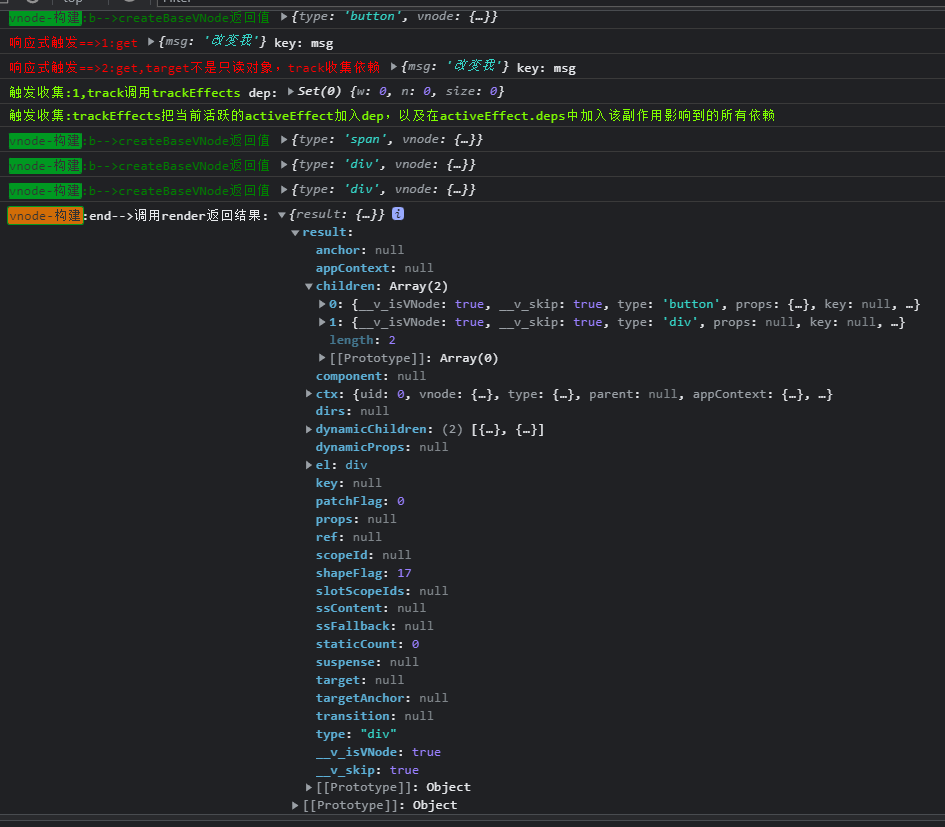 top
Filter
vnode-构建:b-->createBaseVNode返回值 ▶{type: 'button', vnode: {…}}
响应式触发==>1:get ▶{msg: '改变我'} key: msg
响应式触发==>2:get,target不是只读对象，track收集依赖 ▶{msg: '改变我'} key: msg
触发收集:1,track调用trackEffects dep: ▶Set(0) {w: 0, n: 0, size: 0}
触发收集:trackEffects把当前活跃的activeEffect加入dep，以及在activeEffect.deps中加入该副作用影响到的所有依赖
vnode-构建:b-->createBaseVNode返回值 ▶{type: 'span', vnode: {…}}
vnode-构建:b-->createBaseVNode返回值 ▶{type: 'div', vnode: {…}}
vnode-构建:b-->createBaseVNode返回值 ▶{type: 'div', vnode: {…}}
vnode-构建:end-->调用render返回结果: ▼{result: {…}} i
▼result:
anchor: null
appContext: null
▼children: Array(2)
▶0: {__v_isVNode: true, __v_skip: true, type: 'button', props: {…}, key: null, …}
▶1: {__v_isVNode: true, __v_skip: true, type: 'div', props: null, key: null, …}
length: 2
▶[[Prototype]]: Array(0)
component: null
▶ctx: {uid: 0, vnode: {…}, type: {…}, parent: null, appContext: {…}, …}
dirs: null
▶dynamicChildren: (2) [{…}, {…}]
dynamicProps: null
▶el: div
key: null
patchFlag: 0
props: null
ref: null
scopeId: null
shapeFlag: 17
slotScopeIds: null
ssContent: null
ssFallback: null
staticCount: 0
suspense: null
target: null
targetAnchor: null
transition: null
type: "div"
__v_isVNode: true
__v_skip: true
▶[[Prototype]]: Object
▶[[Prototype]]: Object